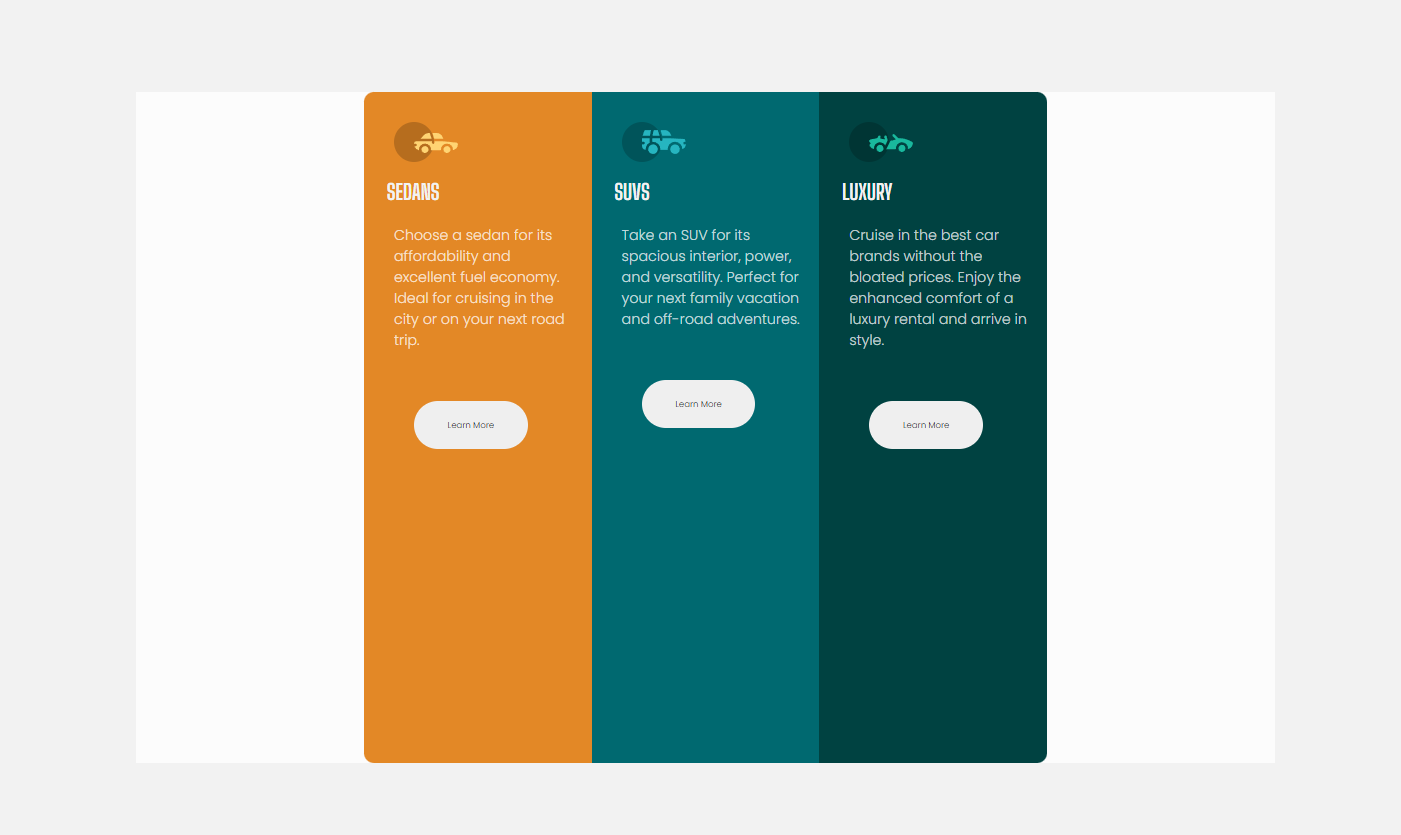 SEDANS
Choose a sedan for its
affordability and
excellent fuel economy.
Ideal for cruising in the
city or on your next road
trip.
Learn More
SUVS
Take an SUV for its
spacious interior, power,
and versatility. Perfect for
your next family vacation
and off-road adventures.
Learn More
LUXURY
Cruise in the best car
brands without the
bloated prices. Enjoy the
enhanced comfort of a
luxury rental and arrive in
style.
Learn More